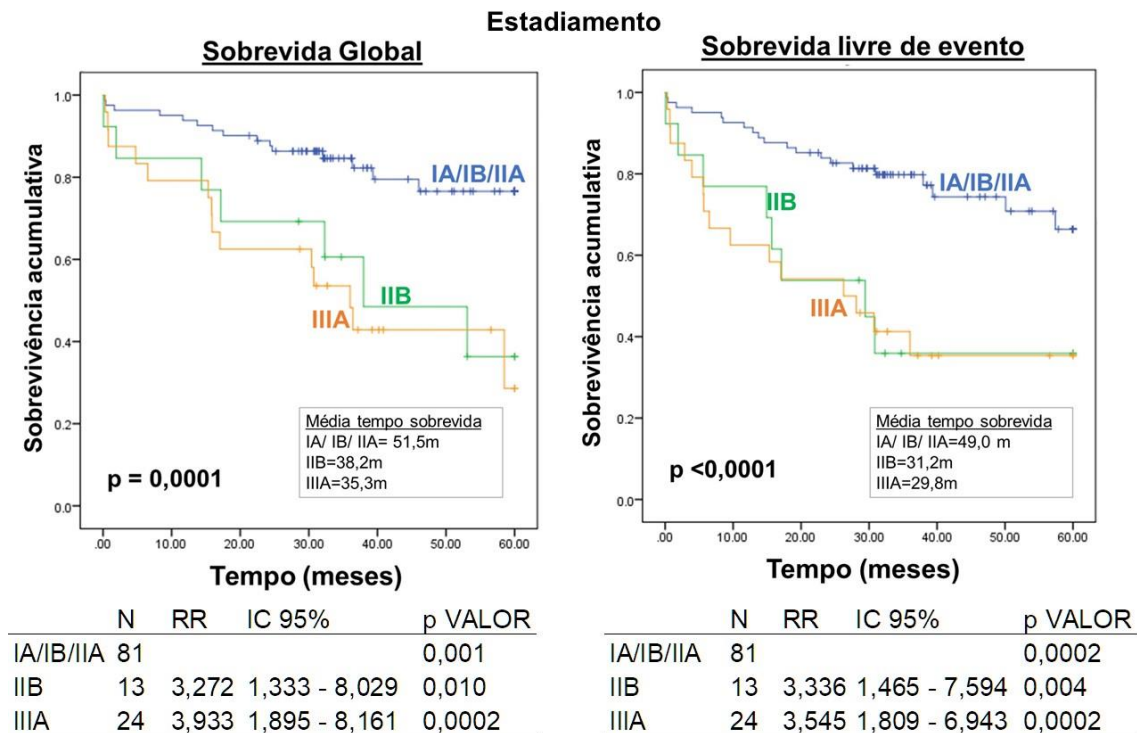 Estadiamento
Sobrevida Global
Sobrevivência acumulativa
1.0
0.8
0.6
0.4
0.2
0.0
IA/IB/IIA
IIB
IIIA
Média tempo sobrevida
IA/ IB/ IIA= 51,5m
IIB=38,2m
IIIA=35,3m
p = 0,0001
.00 10.00 20.00 30.00 40.00 50.00 60.00
Tempo (meses)
N RR IC 95% p VALOR
IA/IB/IIA 81 0,001
IIB 13 3,272 1,333 - 8,029 0,010
IIIA 24 3,933 1,895 - 8,161 0,0002
Sobrevida livre de evento
Sobrevivência acumulativa
1.0
0.8
0.6
0.4
0.2
0.0
IA/IB/IIA
IIB
IIIA
Média tempo sobrevida
IA/ IB/ IIA=49,0 m
IIB=31,2m
IIIA=29,8m
p <0,0001
.00 10.00 20.00 30.00 40.00 50.00 60.00
Tempo (meses)
N RR IC 95% p VALOR
IA/IB/IIA 81 0,0002
IIB 13 3,336 1,465 - 7,594 0,004
IIIA 24 3,545 1,809 - 6,943 0,0002